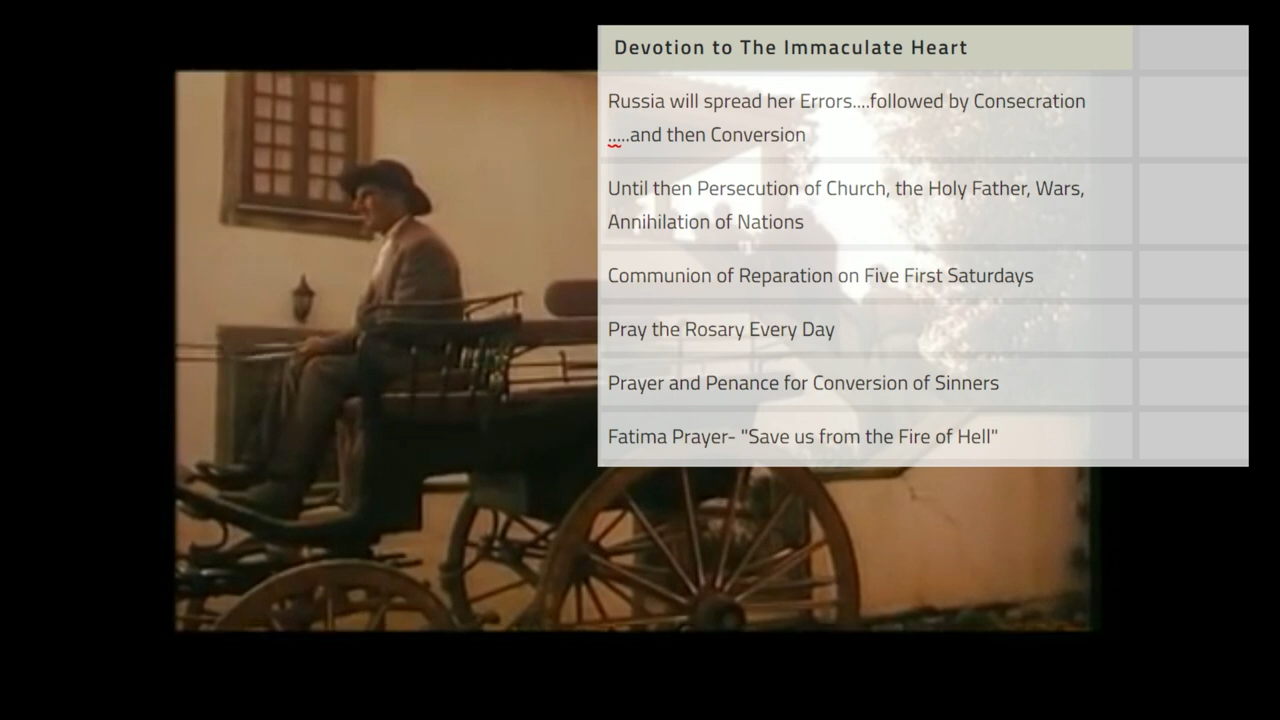 Devotion to The Immaculate Heart
Russia will spread her Errors....followed by Consecration
.....and then Conversion
Until then Persecution of Church, the Holy Father, Wars,
Annihilation of Nations
Communion of Reparation on Five First Saturdays
Pray the Rosary Every Day
Prayer and Penance for Conversion of Sinners
Fatima Prayer- "Save us from the Fire of Hell"